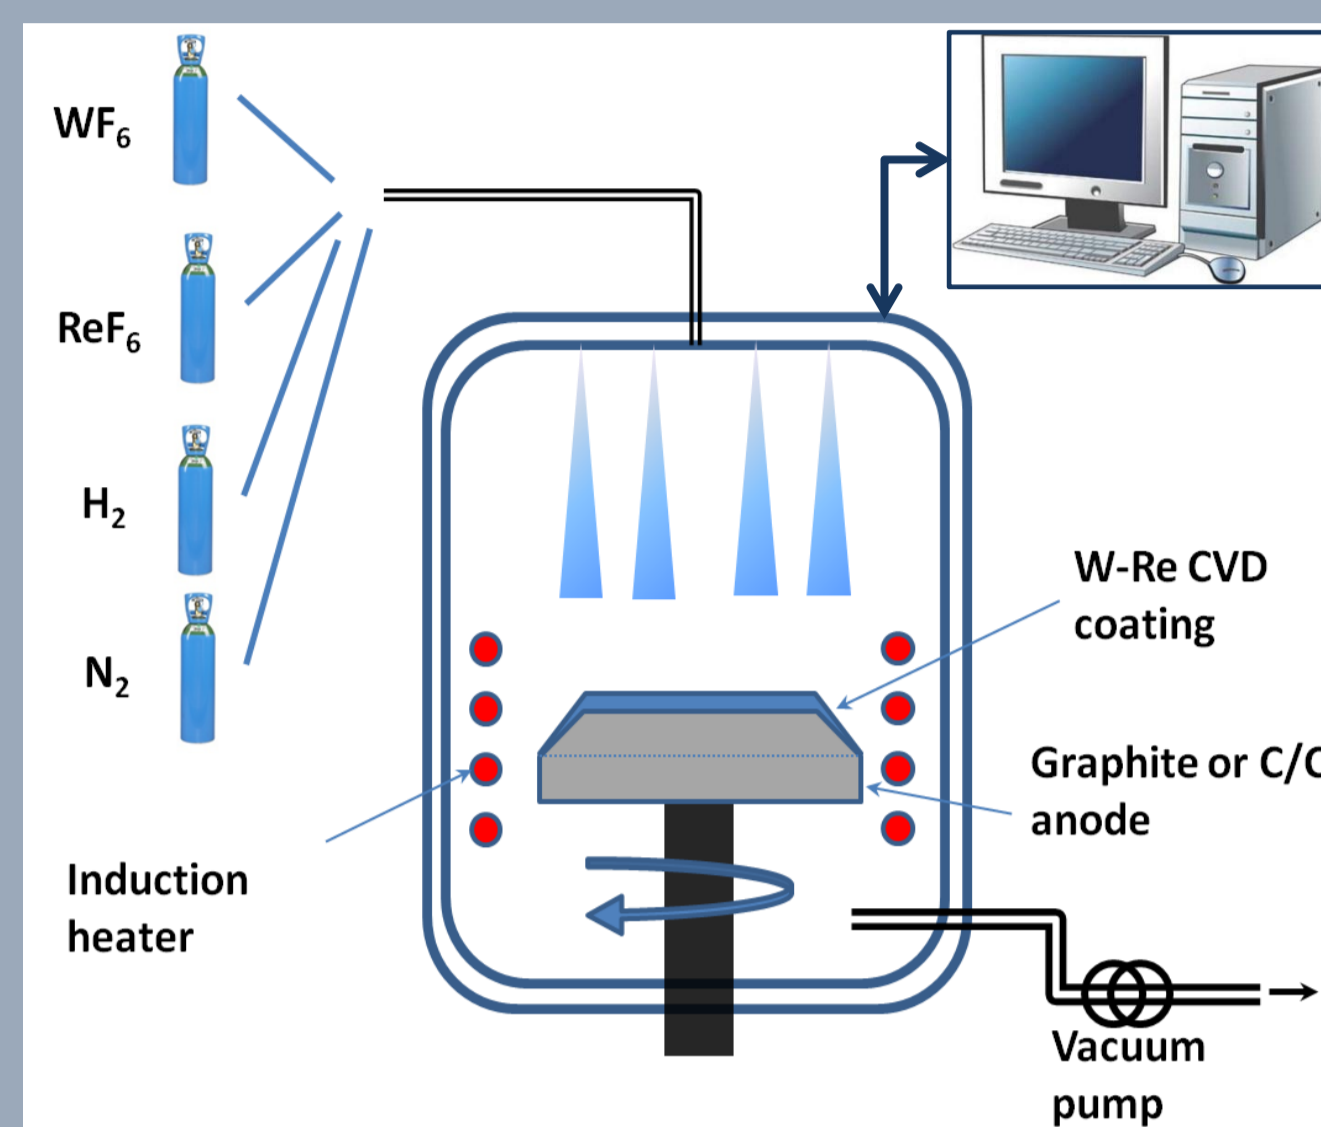 WF₆
ReF₆
H₂
N₂
W-Re CVD
coating
Graphite or C/C
anode
Induction
heater
Vacuum
pump